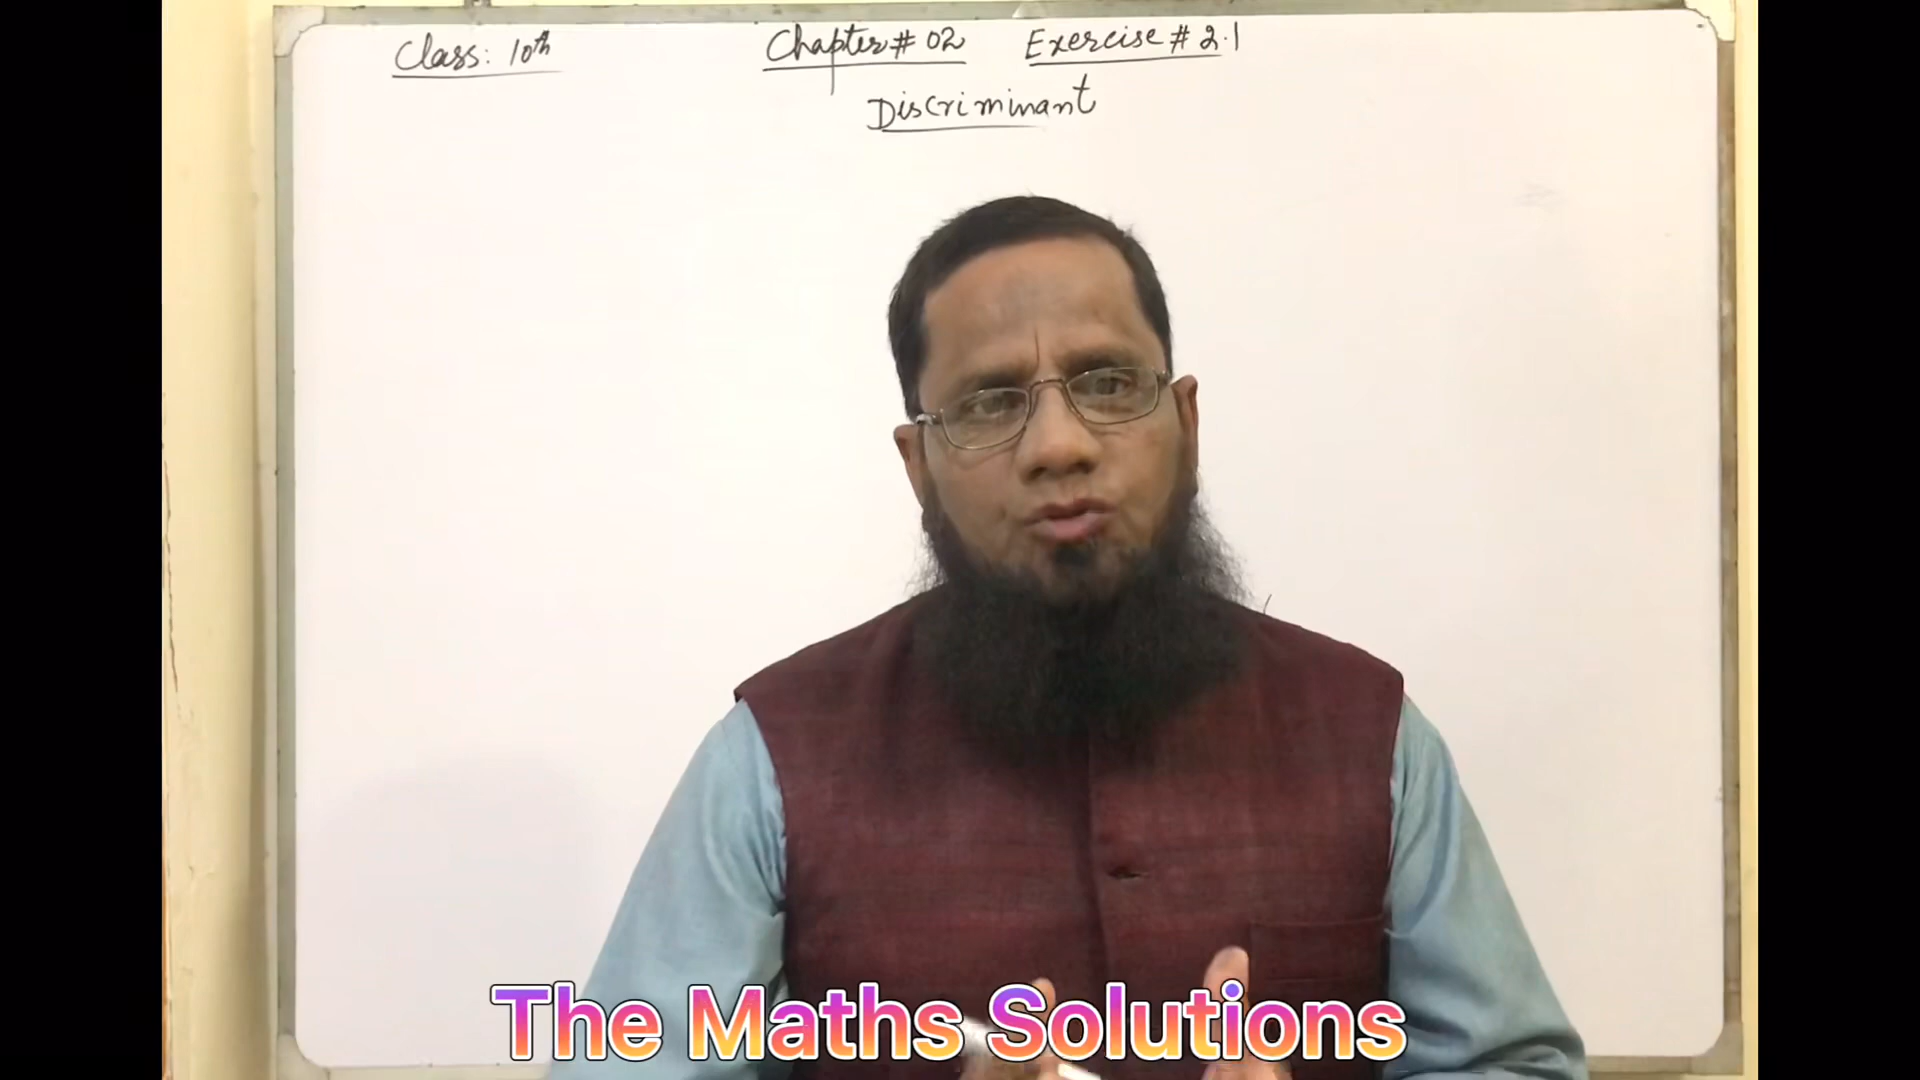 Class: 10th Chapter # 02 Exercise # 2.1
Discriminant
The Maths Solutions